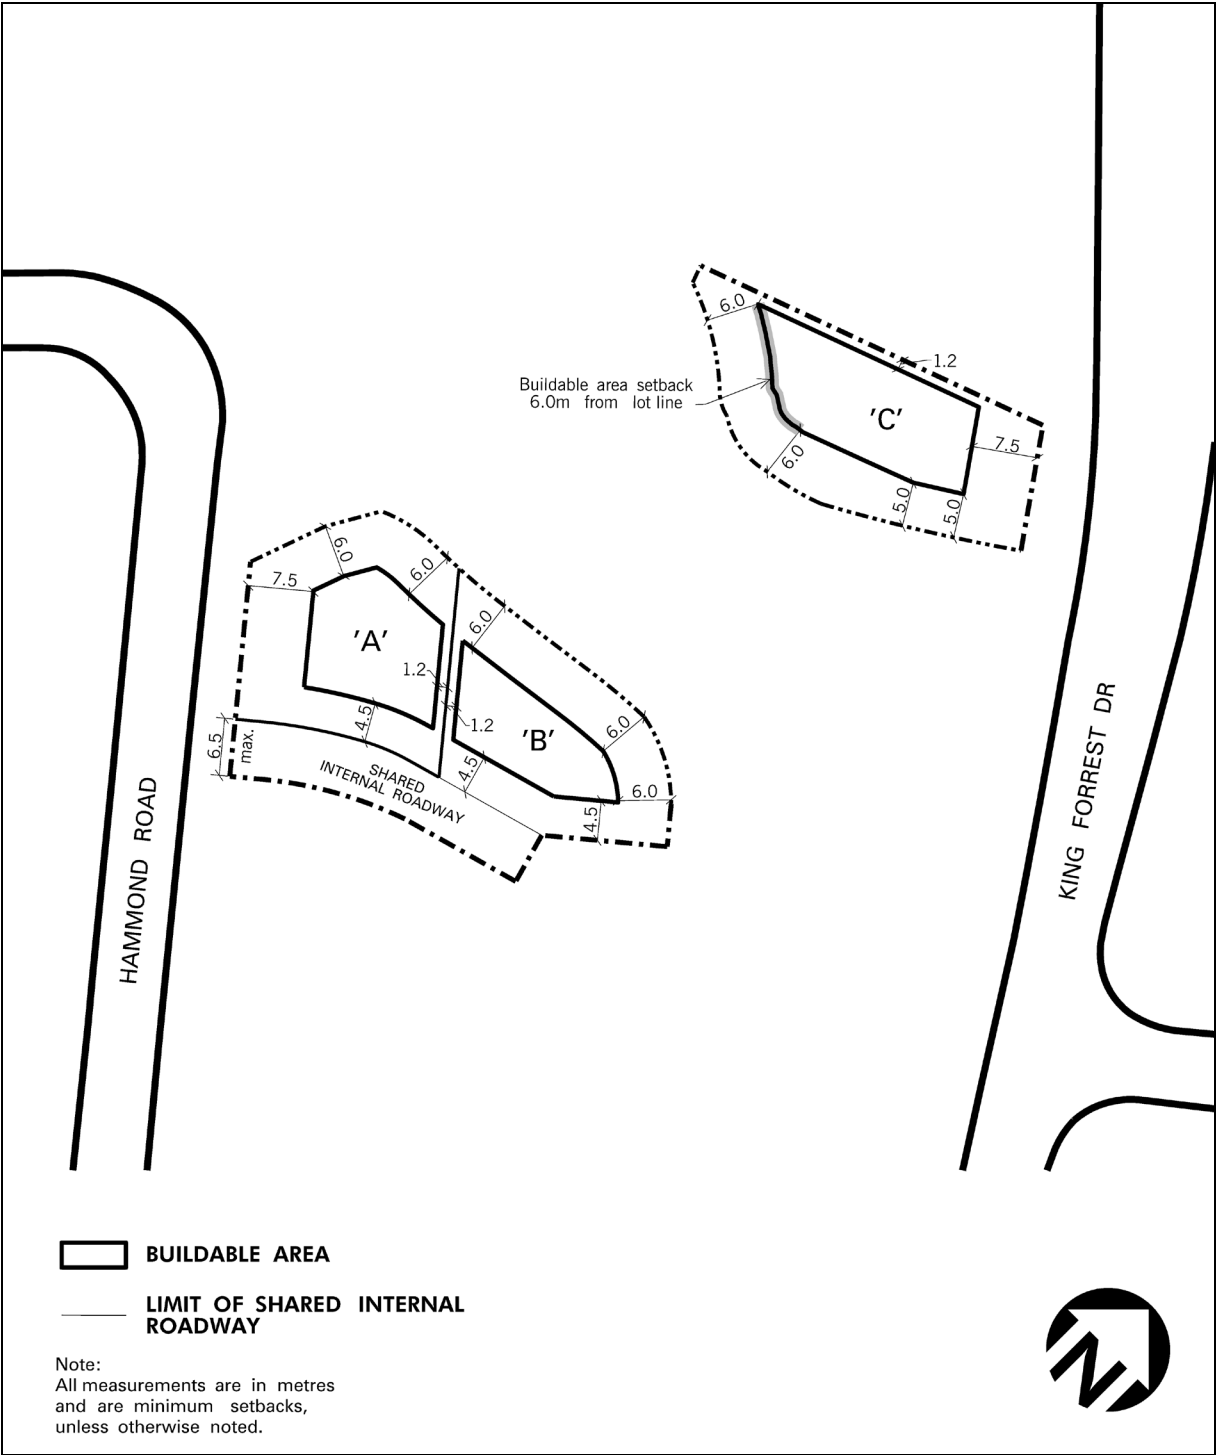 6.0
1.2
Buildable area setback
6.0m from lot line
'C'
7.5
6.0
5.0
5.0
6.0
6.0
7.5
6.0
'A'
1.2
4.5
1.2
'B'
6.0
6.5
max.
4.5
6.0
4.5
SHARED
INTERNAL ROADWAY
HAMMOND ROAD
KING FORREST DR
BUILDABLE AREA
LIMIT OF SHARED INTERNAL
ROADWAY
Note:
All measurements are in metres
and are minimum setbacks,
unless otherwise noted.
N